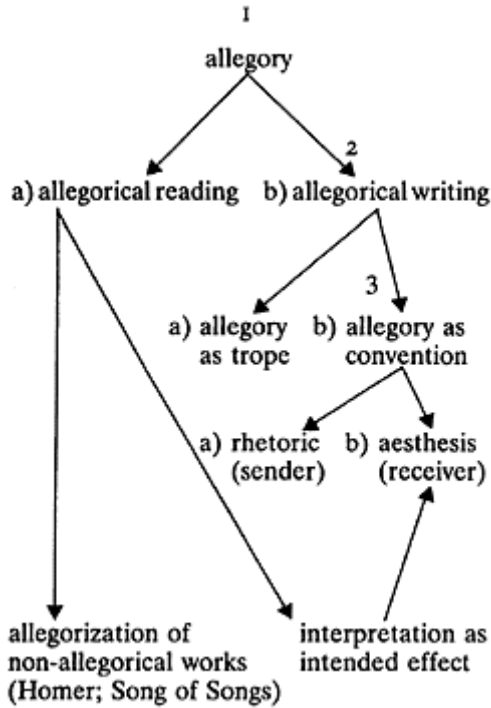 1
allegory
2
a) allegorical reading b) allegorical writing
3
a) allegory b) allegory as
as trope convention
a) rhetoric b) aesthesis
(sender) (receiver)
allegorization of interpretation as
non-allegorical works intended effect
(Homer; Song of Songs)